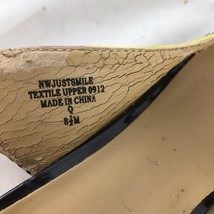 NWJUSTSMILE
TEXTILE UPPER 0912
MADE IN CHINA
Q
8½M